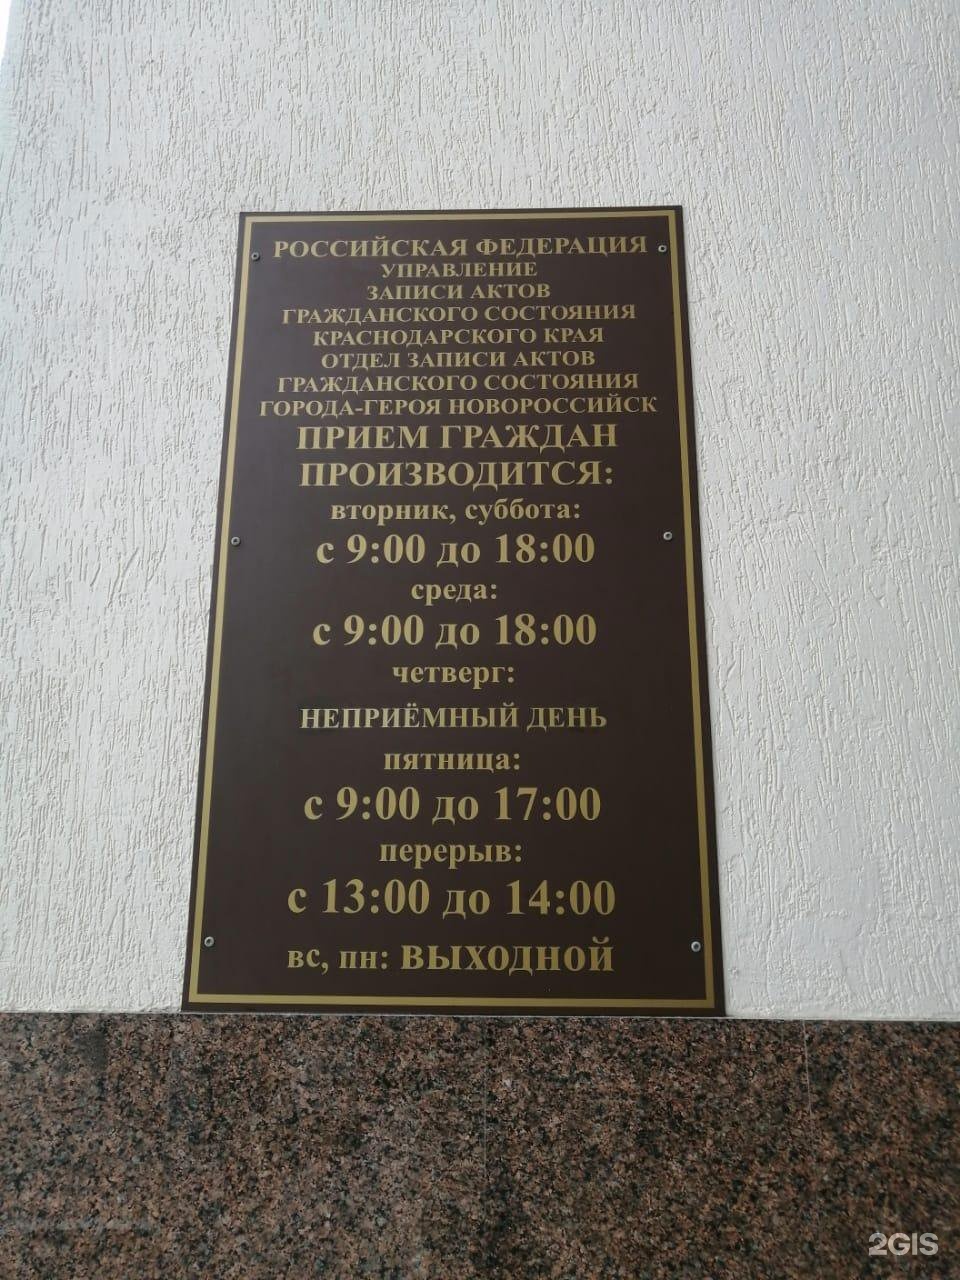 РОССИЙСКАЯ ФЕДЕРАЦИЯ
УПРАВЛЕНИЕ
ЗАПИСИ АКТОВ
ГРАЖДАНСКОГО СОСТОЯНИЯ
КРАСНОДАРСКОГО КРАЯ
ОТДЕЛ ЗАПИСИ АКТОВ
ГРАЖДАНСКОГО СОСТОЯНИЯ
ГОРОДА-ГЕРОЯ НОВОРОССИЙСК
ПРИЕМ ГРАЖДАН
ПРОИЗВОДИТСЯ:
вторник, суббота:
с 9:00 до 18:00
среда:
с 9:00 до 18:00
четверг:
НЕПРИЁМНЫЙ ДЕНЬ
пятница:
с 9:00 до 17:00
перерыв:
с 13:00 до 14:00
вс, пн: ВЫХОДНОЙ
2GIS